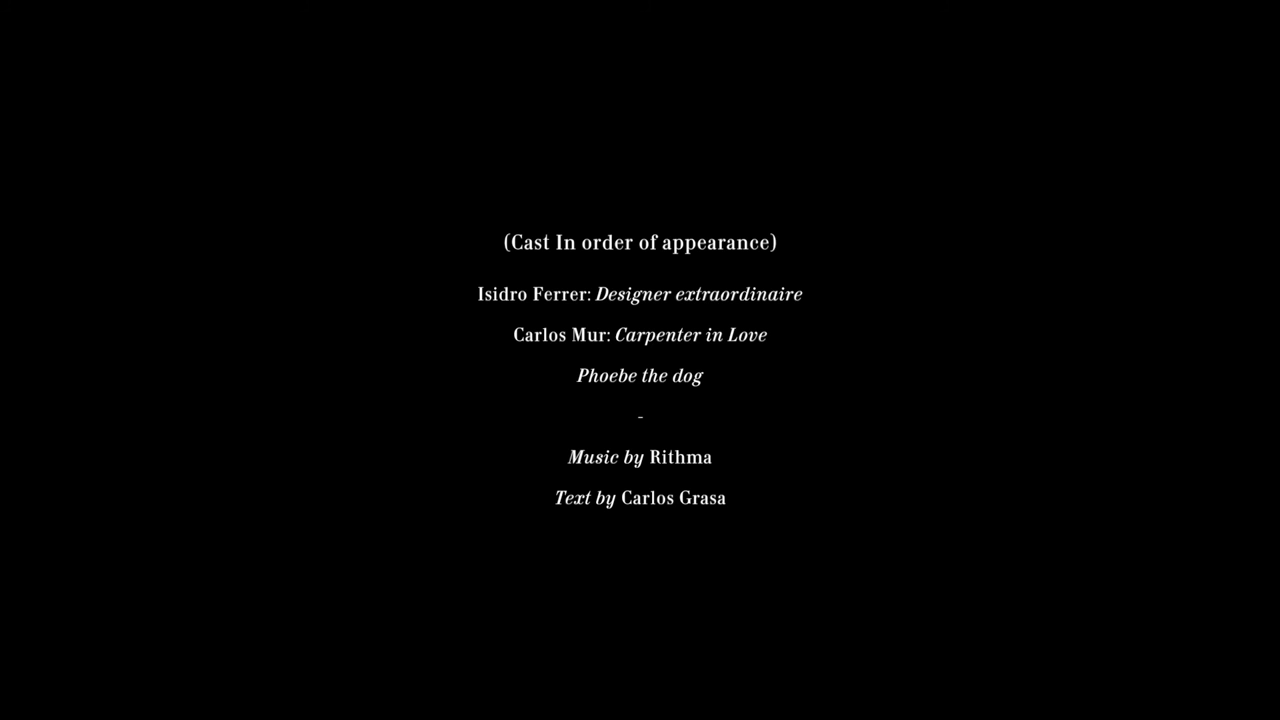 (Cast In order of appearance)
Isidro Ferrer: Designer extraordinaire
Carlos Mur: Carpenter in Love
Phoebe the dog
-
Music by Rithma
Text by Carlos Grasa